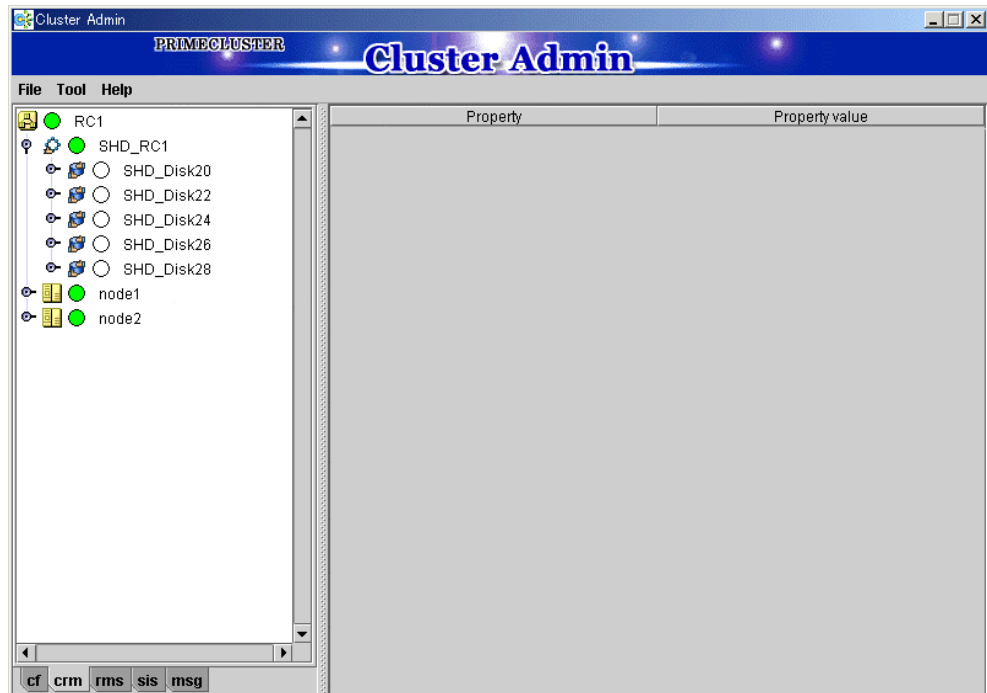 Cluster Admin
PRIMECLUSTER
Cluster Admin
File Tool Help
RC1
SHD_RC1
SHD_Disk20
SHD_Disk22
SHD_Disk24
SHD_Disk26
SHD_Disk28
node1
node2
Property Property value
cf crm rms sis msg